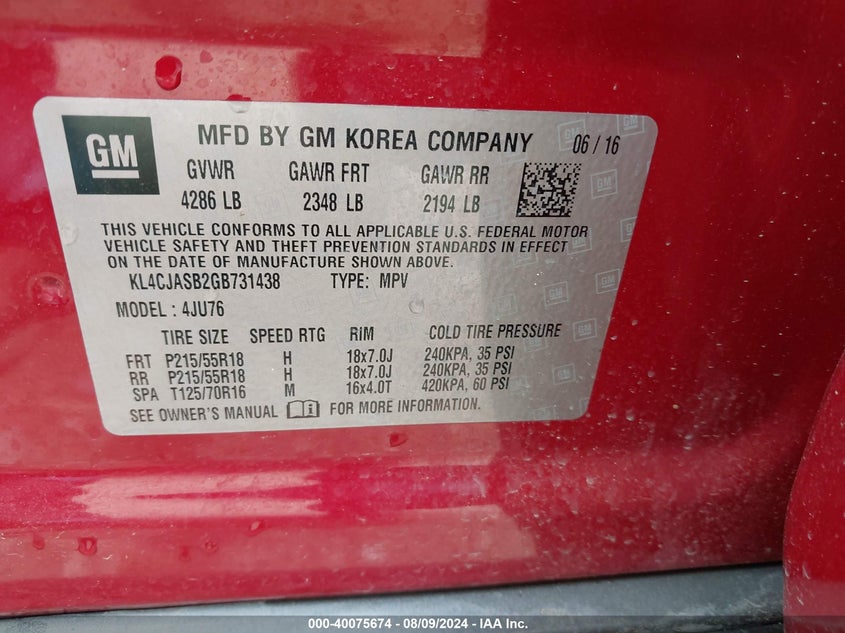 GM
MFD BY GM KOREA COMPANY 06 / 16
GVWR GAWR FRT GAWR RR
4286 LB 2348 LB 2194 LB
THIS VEHICLE CONFORMS TO ALL APPLICABLE U.S. FEDERAL MOTOR
VEHICLE SAFETY AND THEFT PREVENTION STANDARDS IN EFFECT
ON THE DATE OF MANUFACTURE SHOWN ABOVE.
KL4CJASB2GB731438 TYPE: MPV
MODEL : 4JU76
TIRE SIZE SPEED RTG RIM COLD TIRE PRESSURE
FRT P215/55R18 H 18x7.0J 240KPA, 35 PSI
RR P215/55R18 H 18x7.0J 240KPA, 35 PSI
SPA T125/70R16 M 16x4.0T 420KPA, 60 PSI
SEE OWNER'S MANUAL FOR MORE INFORMATION.
000-40075674 | 08/09/2024 - IAA Inc.